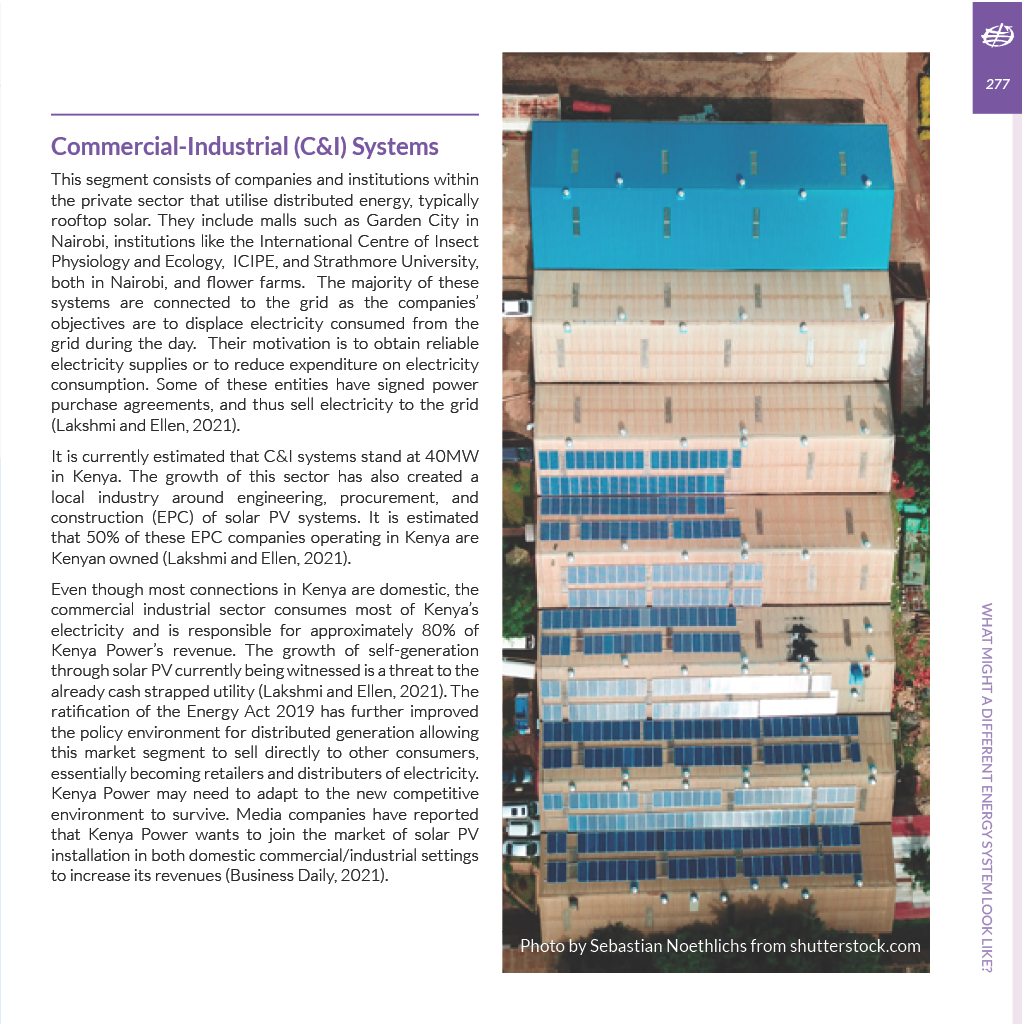 277
Commercial-Industrial (C&I) Systems
This segment consists of companies and institutions within
the private sector that utilise distributed energy, typically
rooftop solar. They include malls such as Garden City in
Nairobi, institutions like the International Centre of Insect
Physiology and Ecology, ICIPE, and Strathmore University,
both in Nairobi, and flower farms. The majority of these
systems are connected to the grid as the companies'
objectives are to displace electricity consumed from the
grid during the day. Their motivation is to obtain reliable
electricity supplies or to reduce expenditure on electricity
consumption. Some of these entities have signed power
purchase agreements, and thus sell electricity to the grid
(Lakshmi and Ellen, 2021).
It is currently estimated that C&I systems stand at 40MW
in Kenya. The growth of this sector has also created a
local industry around engineering, procurement, and
construction (EPC) of solar PV systems. It is estimated
that 50% of these EPC companies operating in Kenya are
Kenyan owned (Lakshmi and Ellen, 2021).
Even though most connections in Kenya are domestic, the
commercial industrial sector consumes most of Kenya's
electricity and is responsible for approximately 80% of
Kenya Power's revenue. The growth of self-generation
through solar PV currently being witnessed is a threat to the
already cash strapped utility (Lakshmi and Ellen, 2021). The
ratification of the Energy Act 2019 has further improved
the policy environment for distributed generation allowing
this market segment to sell directly to other consumers,
essentially becoming retailers and distributers of electricity.
Kenya Power may need to adapt to the new competitive
environment to survive. Media companies have reported
that Kenya Power wants to join the market of solar PV
installation in both domestic commercial/industrial settings
to increase its revenues (Business Daily, 2021).
Photo by Sebastian Noethlichs from shutterstock.com
WHAT MIGHT A DIFFERENT ENERGY SYSTEM LOOK LIKE?